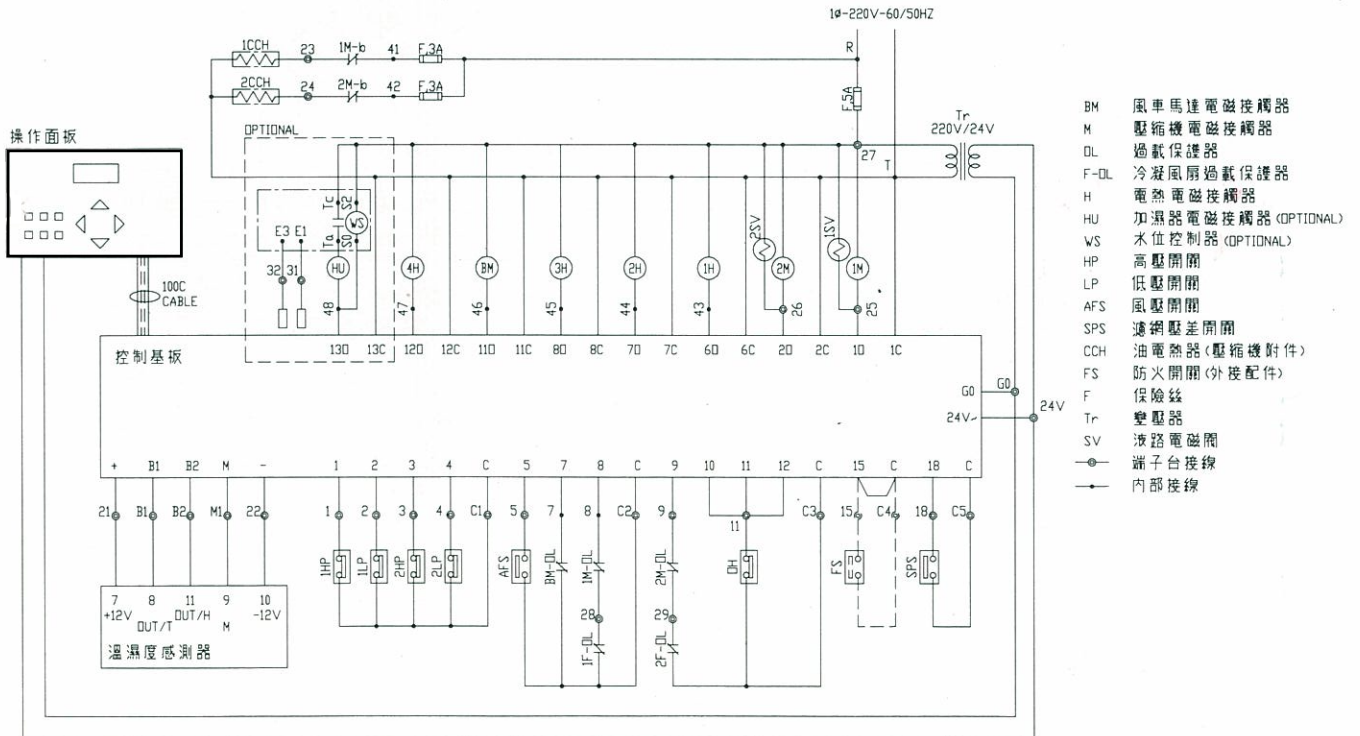 1ø-220V-60/50HZ
1CCH 23 1M-b 41 F.3A R
2CCH 24 2M-b 42 F.3A F.5A
操作面板
OPTIONAL
Tr
220V/24V
27 T
Tc S2
WS
Ta S0
E3 E1
32 31
2SV 1SV
HU 4H BM 3H 2H 1H 2M 1M
48 47 46 45 44 43 26 25
100C
CABLE
控制基板
13O 13C 12O 12C 11O 11C 8O 8C 7O 7C 6O 6C 2O 2C 1O 1C
G0 G0
24V~ 24V
+ B1 B2 M - 1 2 3 4 C 5 7 8 C 9 10 11 12 C 15 C 18 C
21 B1 B2 M1 22 1 2 3 4 C1 5 7 8 C2 9 11 C3 15 C4 18 C5
1HP 1LP 2HP 2LP AFS BM-OL 1M-OL 2M-OL OH FS SPS
28 29
1F-OL 2F-OL
7 8 11 9 10
+12V OUT/T OUT/H M -12V
溫濕度感測器
BM 風車馬達電磁接觸器
M 壓縮機電磁接觸器
OL 過載保護器
F-OL 冷凝風扇過載保護器
H 電熱電磁接觸器
HU 加濕器電磁接觸器(OPTIONAL)
WS 水位控制器(OPTIONAL)
HP 高壓開關
LP 低壓開關
AFS 風壓開關
SPS 濾網壓差開關
CCH 油電熱器(壓縮機附件)
FS 防火開關(外接配件)
F 保險絲
Tr 變壓器
SV 液路電磁閥
端子台接線
內部接線